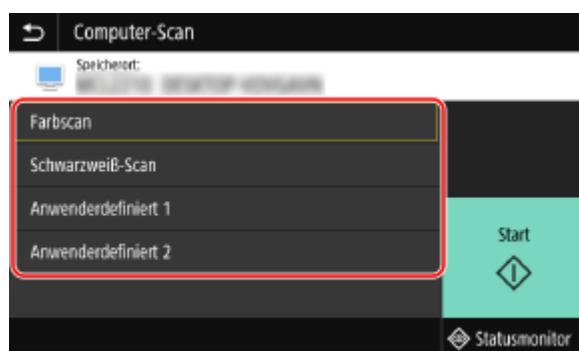 Computer-Scan
Speicherort:
Farbscan
Schwarzweiß-Scan
Anwenderdefiniert 1
Anwenderdefiniert 2
Start
Statusmonitor